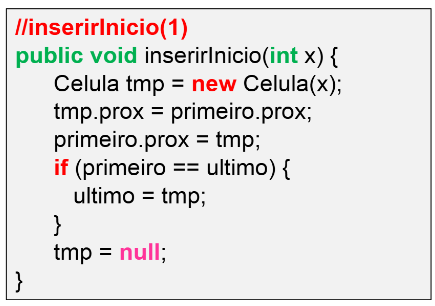 //inserirInicio(1)
public void inserirInicio(int x) {
Celula tmp = new Celula(x);
tmp.prox = primeiro.prox;
primeiro.prox = tmp;
if (primeiro == ultimo) {
ultimo = tmp;
}
tmp = null;
}